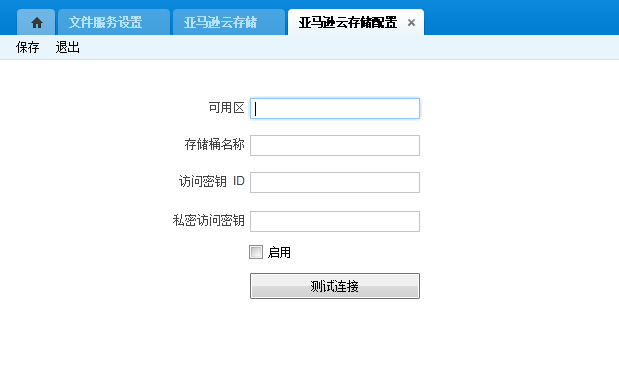 文件服务设置 亚马逊云存储 亚马逊云存储配置 ×
保存 退出
可用区
存储桶名称
访问密钥 ID
私密访问密钥
启用
测试连接